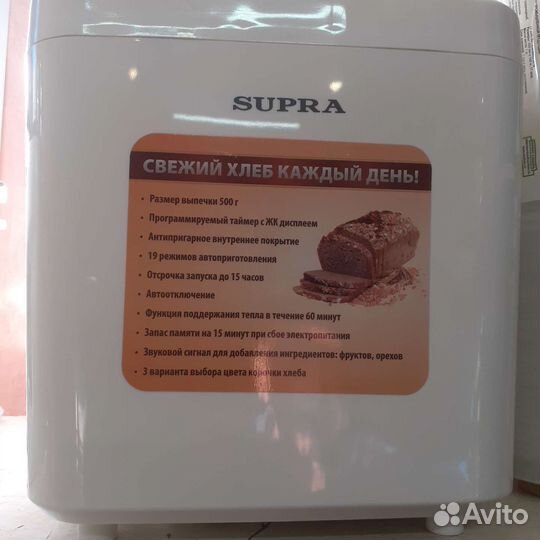 SUPRA
СВЕЖИЙ ХЛЕБ КАЖДЫЙ ДЕНЬ!
• Размер выпечки 500 г
• Программируемый таймер с ЖК дисплеем
• Антипригарное внутреннее покрытие
• 19 режимов автоприготовления
• Отсрочка запуска до 15 часов
• Автоотключение
• Функция поддержания тепла в течение 60 минут
• Запас памяти на 15 минут при сбое электропитания
• Звуковой сигнал для добавления ингредиентов: фруктов, орехов
• 3 варианта выбора цвета корочки хлеба
Avito